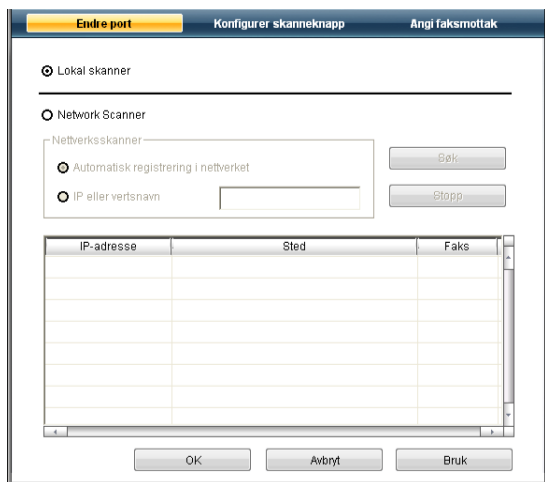 Endre port Konfigurer skanneknapp Angi faksmottak
Lokal skanner
Network Scanner
Nettverksskanner
Automatisk registrering i nettverket
Søk
IP eller vertsnavn
Stopp
IP-adresse Sted Faks
OK Avbryt Bruk